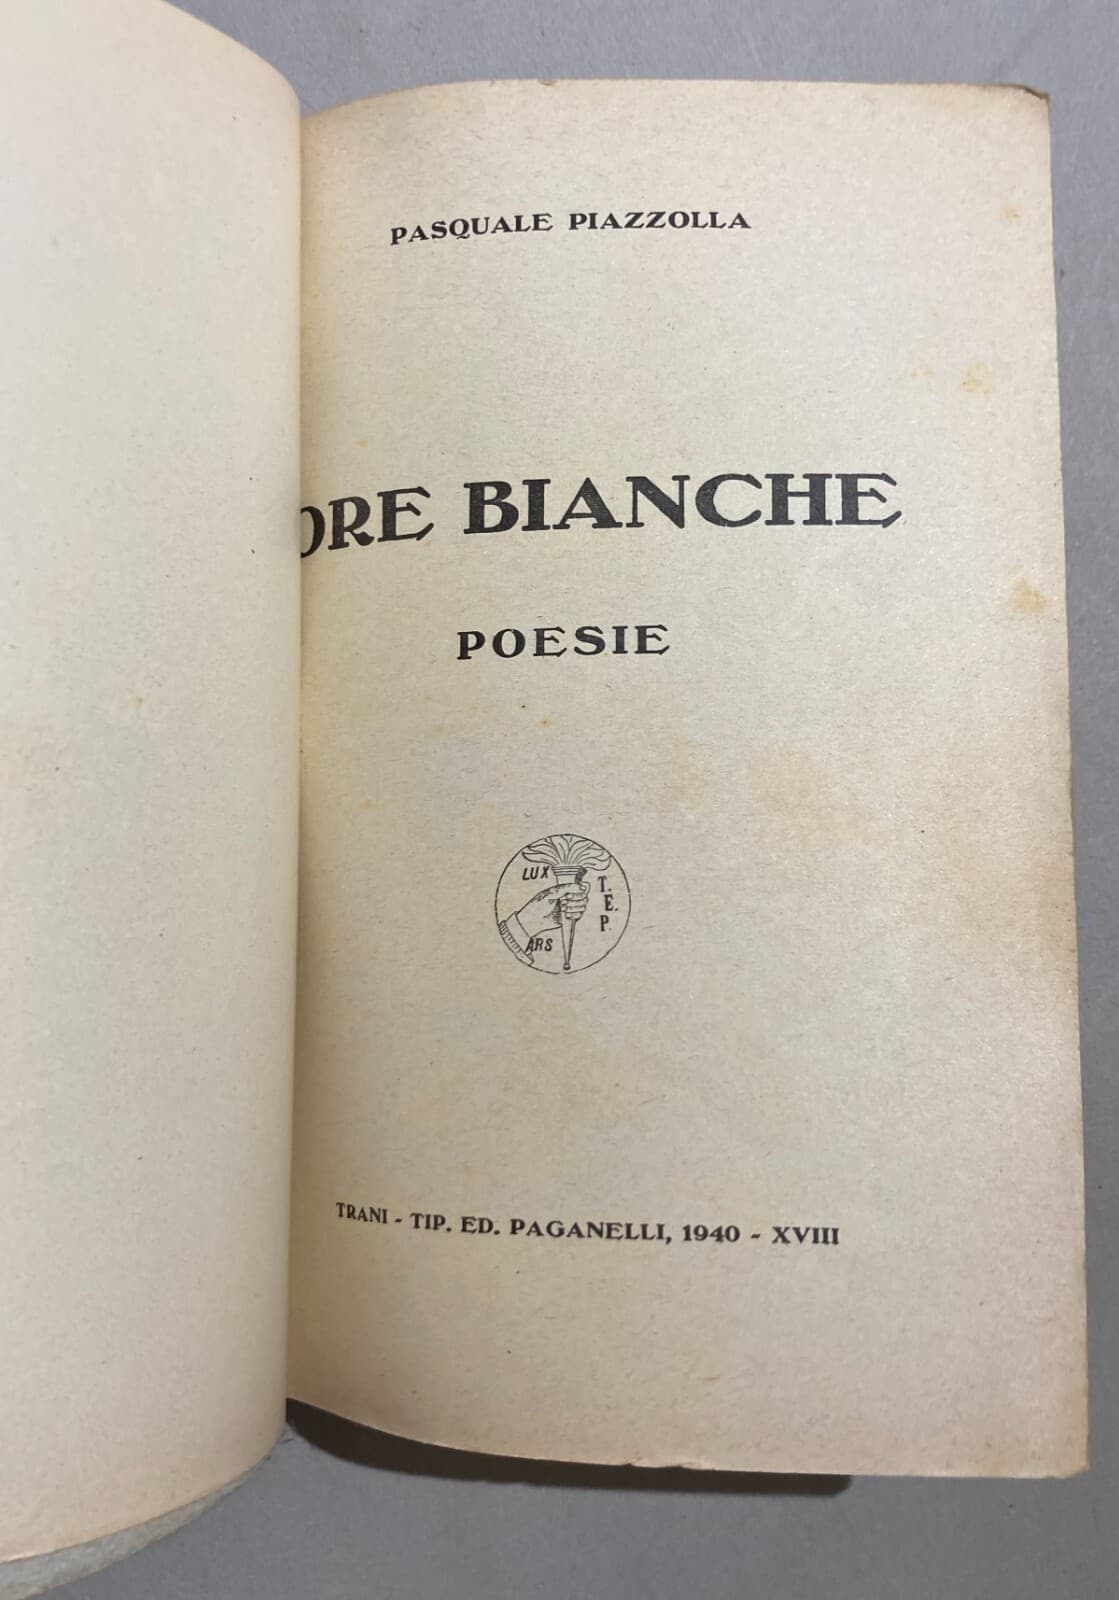 PASQUALE PIAZZOLLA
ORE BIANCHE
POESIE
LUX
T.
E.
P.
ARS
TRANI - TIP. ED. PAGANELLI, 1940 - XVIII